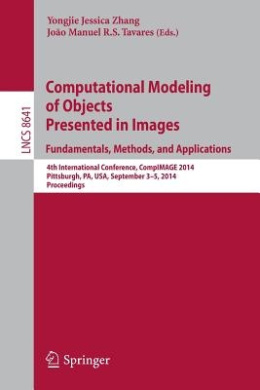 Yongjie Jessica Zhang
João Manuel R.S. Tavares (Eds.)
LNCS 8641
Computational Modeling
of Objects
Presented in Images
Fundamentals, Methods, and Applications
4th International Conference, CompIMAGE 2014
Pittsburgh, PA, USA, September 3–5, 2014
Proceedings
Springer